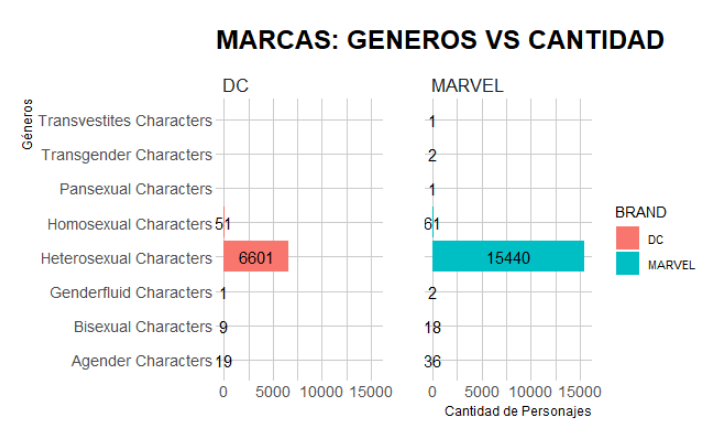 MARCAS: GENEROS VS CANTIDAD
DC
MARVEL
Géneros
Transvestites Characters 1
Transgender Characters 2
Pansexual Characters 1
Homosexual Characters 51 61
Heterosexual Characters 6601 15440
Genderfluid Characters 1 2
Bisexual Characters 9 18
Agender Characters 19 36
0 5000 10000 15000 0 5000 10000 15000
Cantidad de Personajes
BRAND
DC
MARVEL